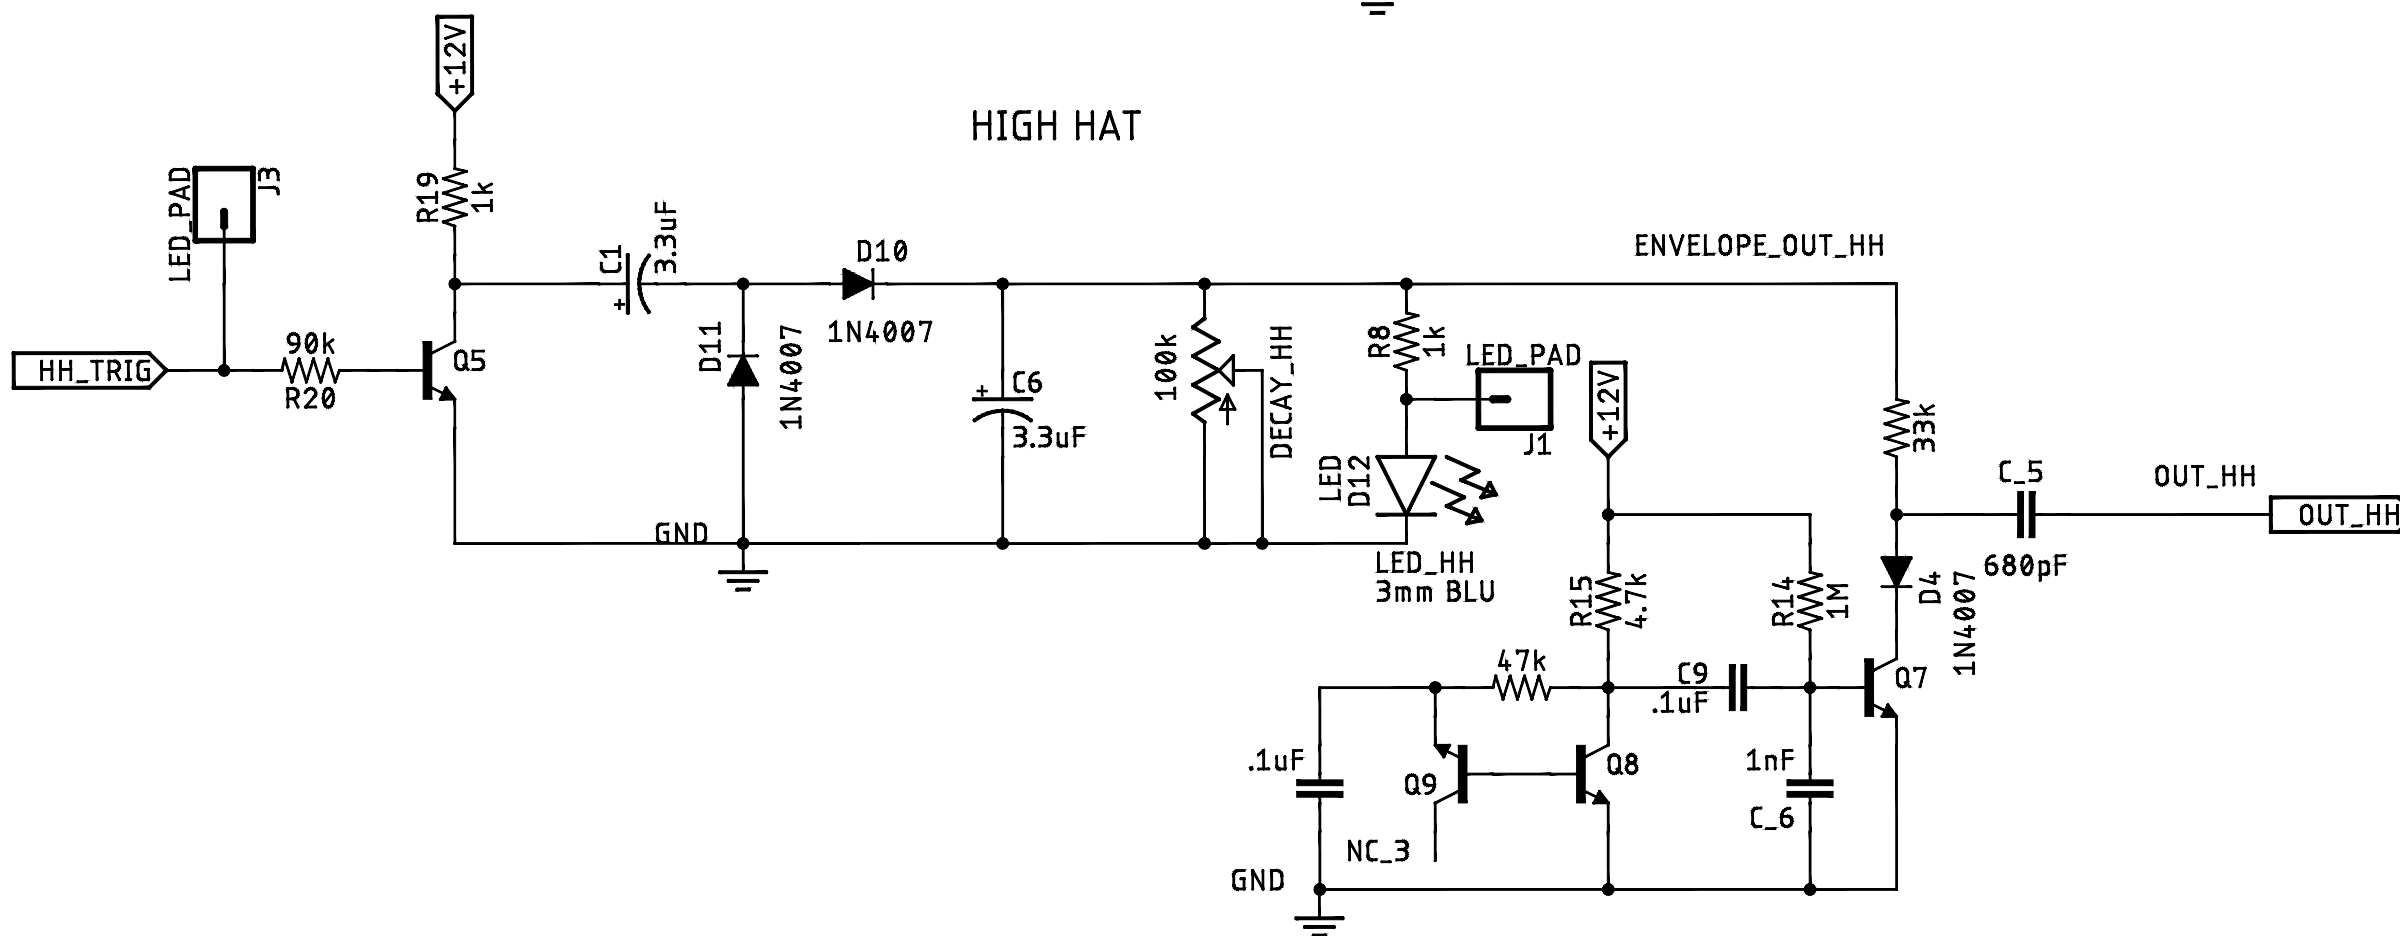 +12V
HIGH HAT
LED_PAD
J3
R19
1k
C1
3.3uF
+
D10
1N4007
ENVELOPE_OUT_HH
HH_TRIG
90k
R20
Q5
D11
1N4007
+
C6
3.3uF
100k
DECAY_HH
R8
1k
LED_PAD
J1
+12V
33k
LED
D12
C_5
680pF
OUT_HH
OUT_HH
GND
LED_HH
3mm BLU
R15
4.7k
R14
1M
D4
1N4007
47k
C9
.1uF
Q7
.1uF
Q9
Q8
1nF
C_6
NC_3
GND